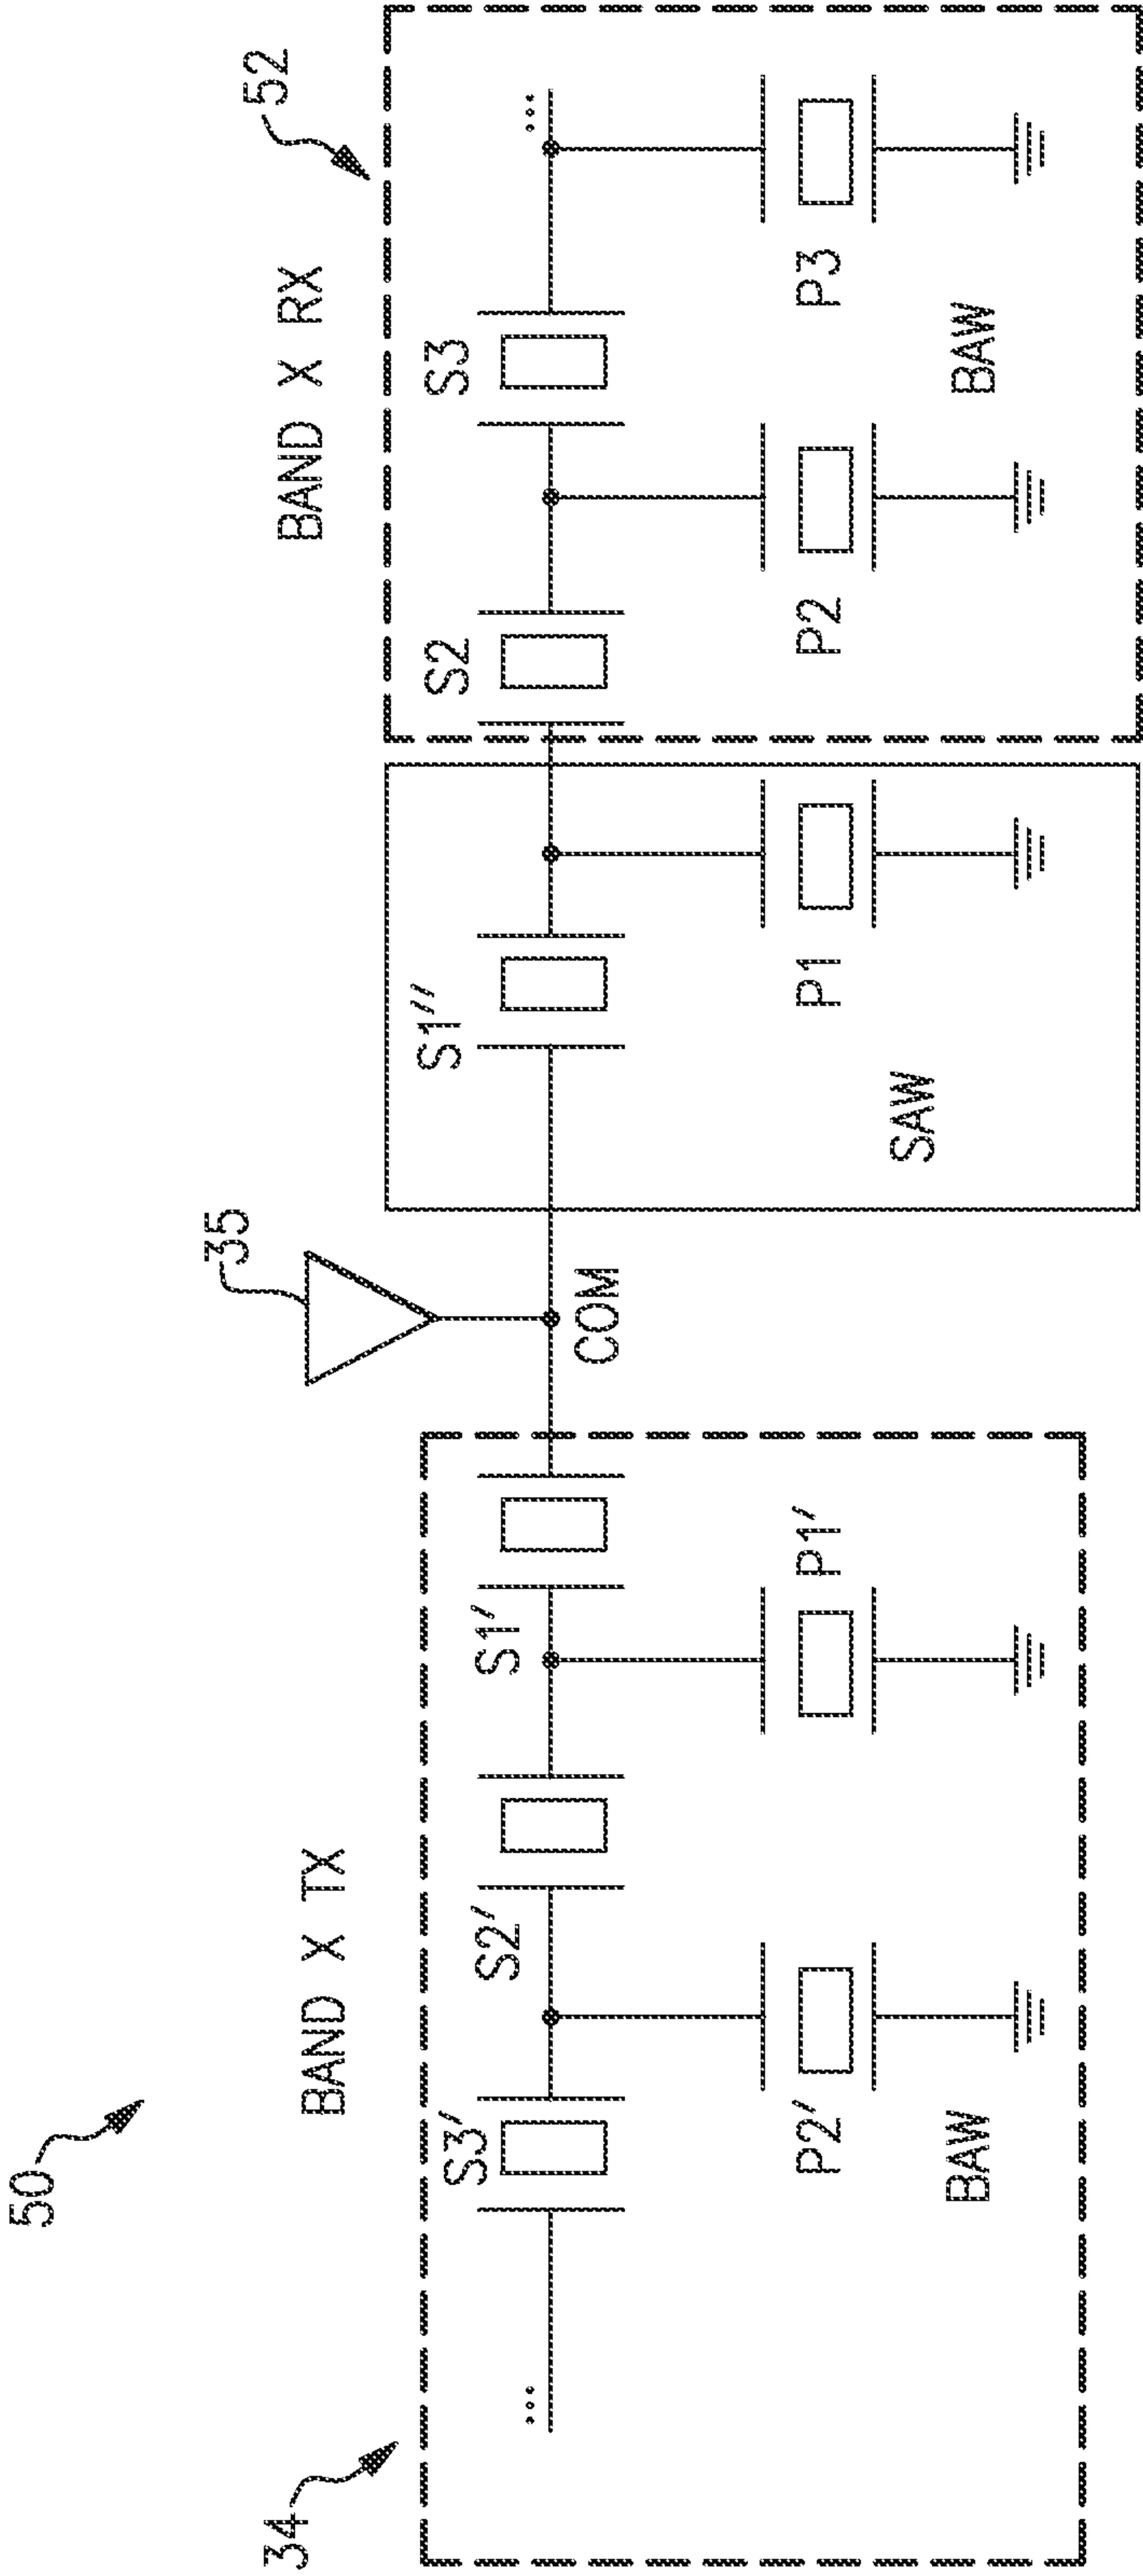 50
34
BAND X TX
35
BAND X RX
52
S3'
S2'
S1'
COM
S1''
S2
S3
...
...
P2'
P1'
P1
P2
P3
BAW
SAW
BAW